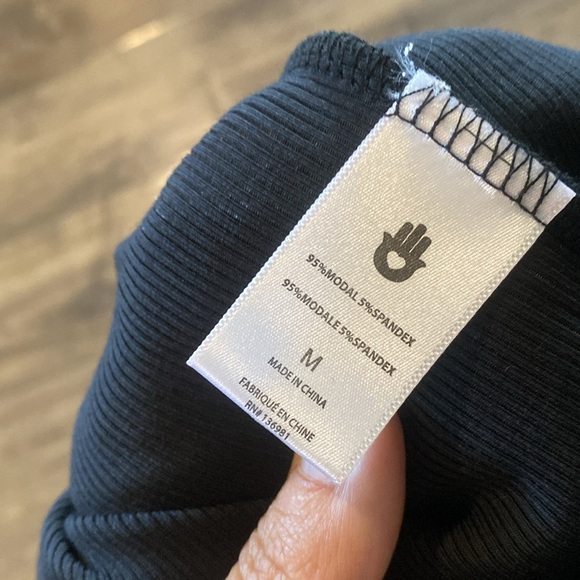 95%MODAL 5%SPANDEX
95%MODALE 5%SPANDEX
M
MADE IN CHINA
FABRIQUÉ EN CHINE
RN# 136981